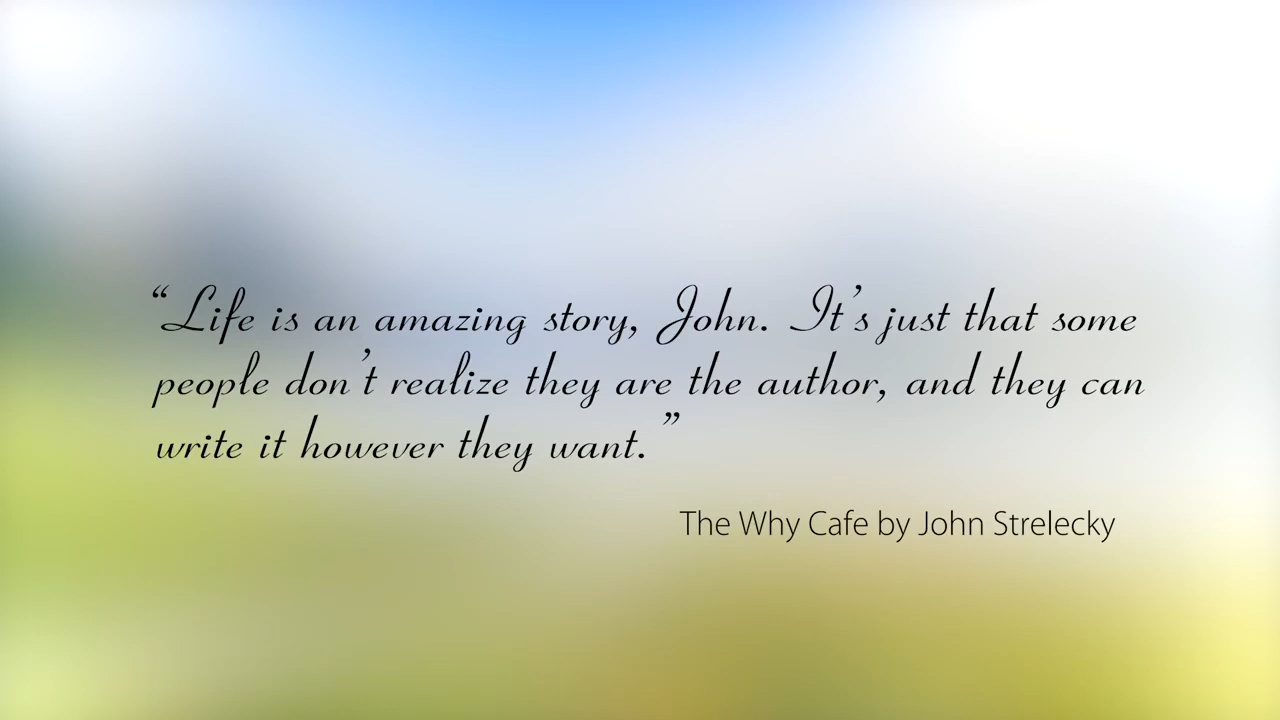 “Life is an amazing story, John. It’s just that some
people don’t realize they are the author, and they can
write it however they want.”
The Why Cafe by John Strelecky